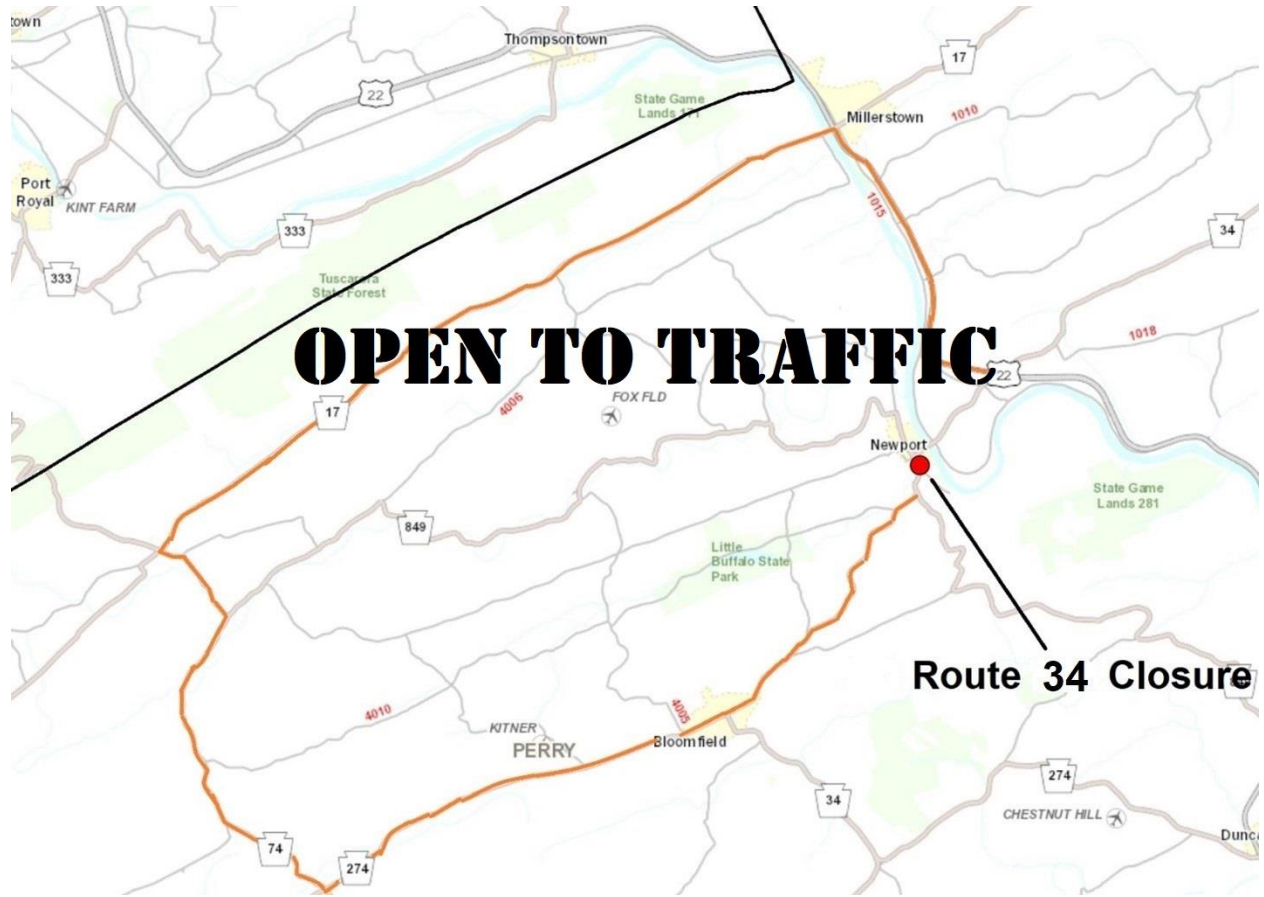 town
Thompsontown
17
22
State Game
Lands 171
Millerstown
1010
Port
Royal
KINT FARM
333
1015
34
333
Tuscarora
State Forest
1018
OPEN TO TRAFFIC
22
17
4006
FOX FLD
Newport
State Game
Lands 281
849
Little
Buffalo State
Park
Route 34 Closure
4010
4005
KITNER
PERRY
Bloomfield
34
274
CHESTNUT HILL
Dunc
74
274